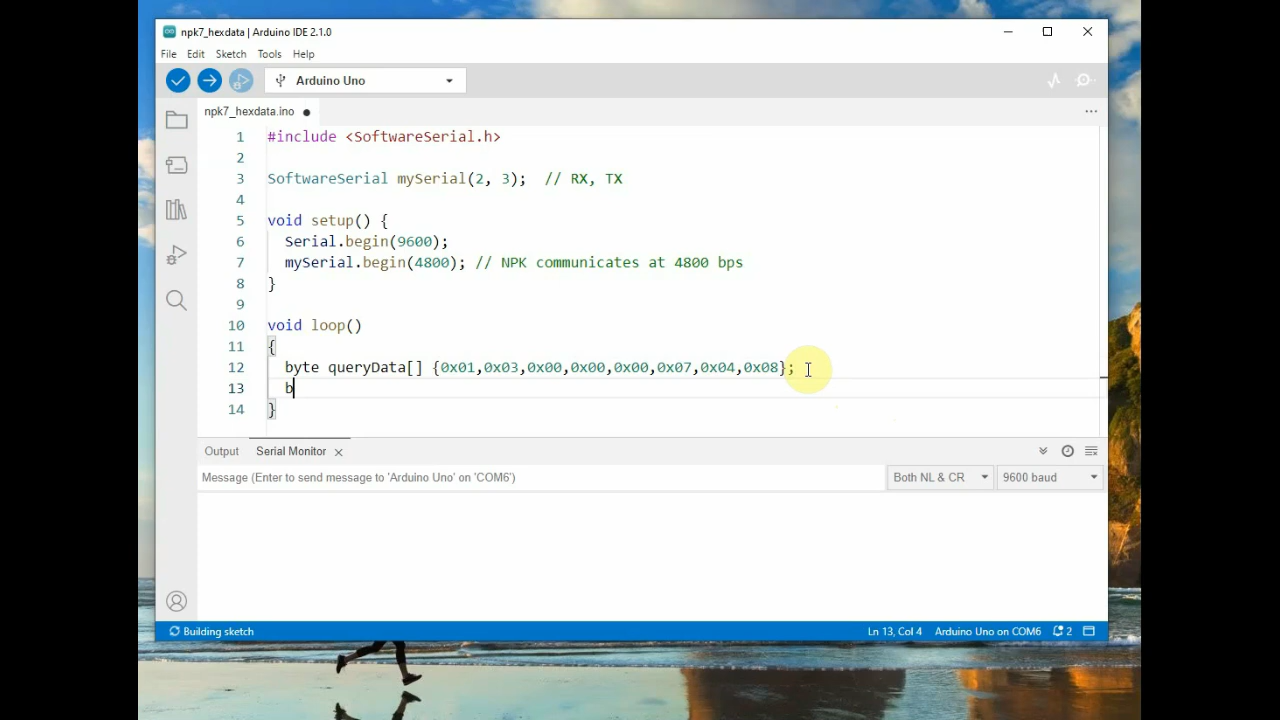 npk7_hexdata | Arduino IDE 2.1.0
File Edit Sketch Tools Help
Arduino Uno
npk7_hexdata.ino
1 #include <SoftwareSerial.h>
2
3 SoftwareSerial mySerial(2, 3);  // RX, TX
4
5 void setup() {
6   Serial.begin(9600);
7   mySerial.begin(4800); // NPK communicates at 4800 bps
8 }
9
10 void loop()
11 {
12   byte queryData[] {0x01,0x03,0x00,0x00,0x00,0x07,0x04,0x08};
13   b
14 }
Output Serial Monitor
Message (Enter to send message to 'Arduino Uno' on 'COM6') Both NL & CR 9600 baud
Building sketch Ln 13, Col 4 Arduino Uno on COM6 2